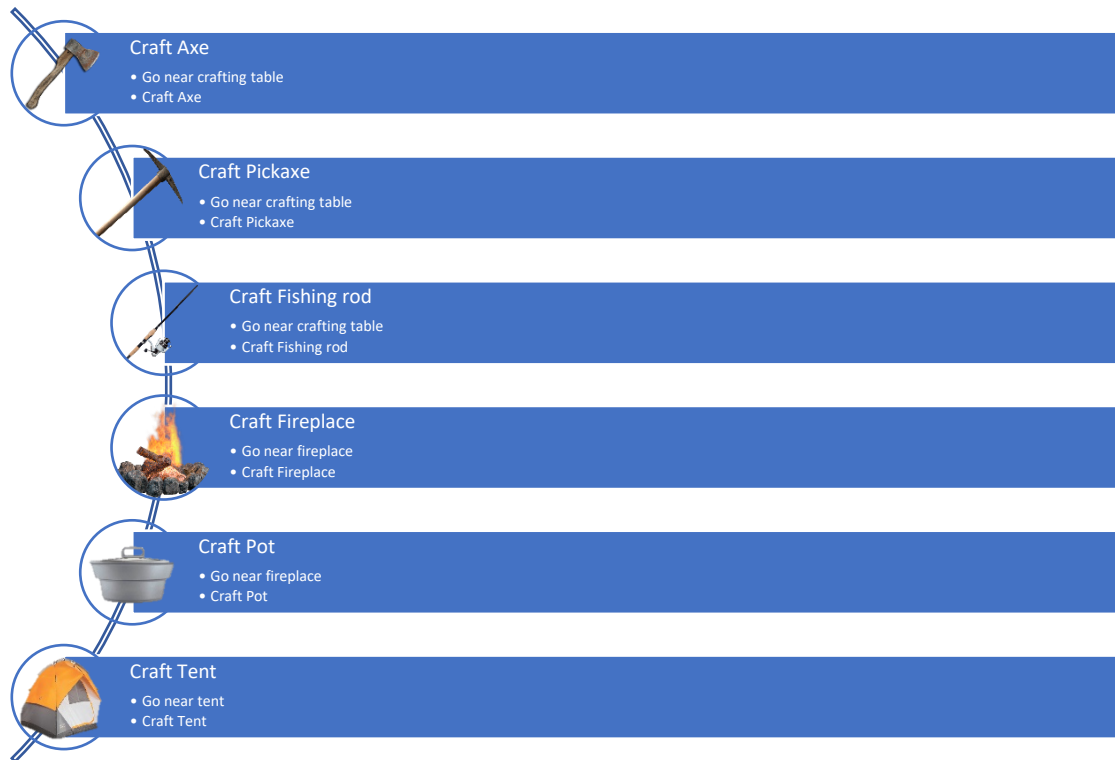 Craft Axe
• Go near crafting table
• Craft Axe
Craft Pickaxe
• Go near crafting table
• Craft Pickaxe
Craft Fishing rod
• Go near crafting table
• Craft Fishing rod
Craft Fireplace
• Go near fireplace
• Craft Fireplace
Craft Pot
• Go near fireplace
• Craft Pot
Craft Tent
• Go near tent
• Craft Tent